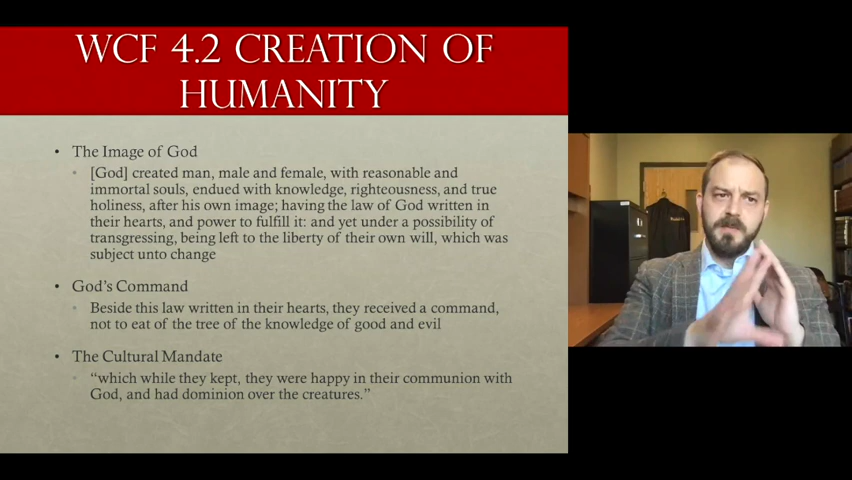 WCF 4.2 CREATION OF
HUMANITY
• The Image of God
• [God] created man, male and female, with reasonable and
immortal souls, endued with knowledge, righteousness, and true
holiness, after his own image; having the law of God written in
their hearts, and power to fulfill it: and yet under a possibility of
transgressing, being left to the liberty of their own will, which was
subject unto change
• God's Command
• Beside this law written in their hearts, they received a command,
not to eat of the tree of the knowledge of good and evil
• The Cultural Mandate
• “which while they kept, they were happy in their communion with
God, and had dominion over the creatures.”